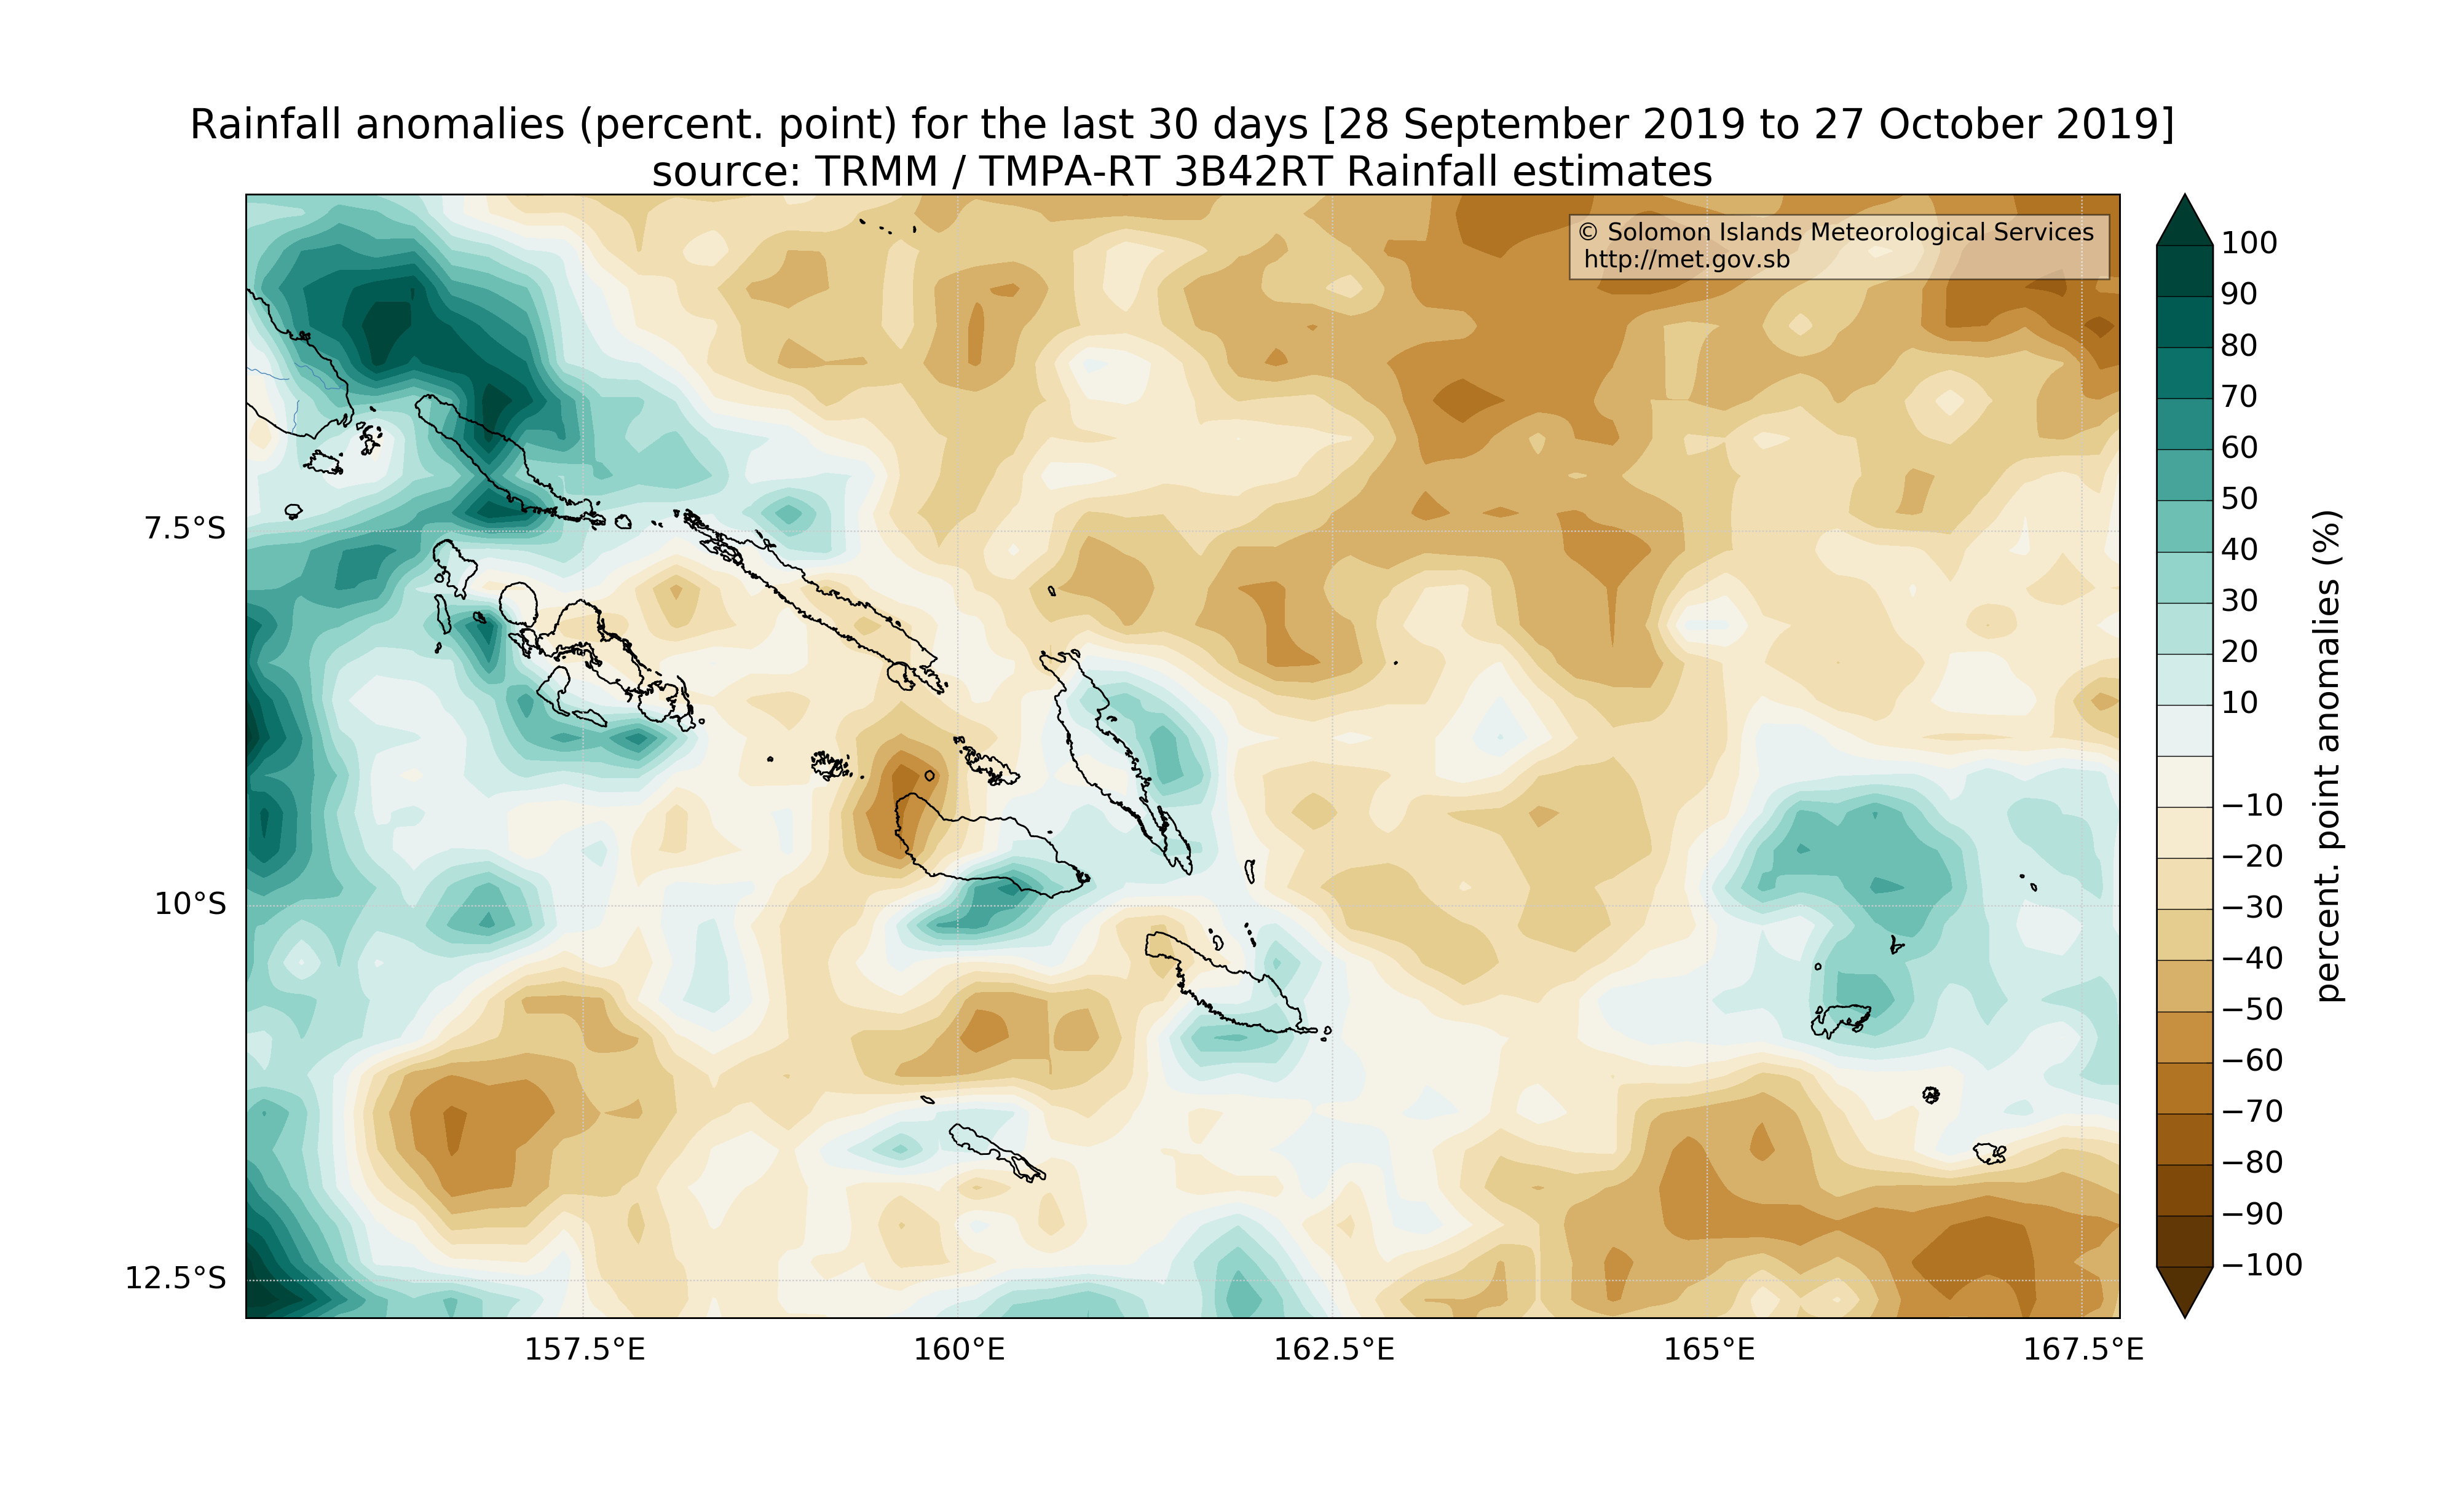 Rainfall anomalies (percent. point) for the last 30 days [28 September 2019 to 27 October 2019]
source: TRMM / TMPA-RT 3B42RT Rainfall estimates
© Solomon Islands Meteorological Services
http://met.gov.sb
7.5°S
10°S
12.5°S
157.5°E
160°E
162.5°E
165°E
167.5°E
100
90
80
70
60
50
40
30
20
10
−10
−20
−30
−40
−50
−60
−70
−80
−90
−100
percent. point anomalies (%)